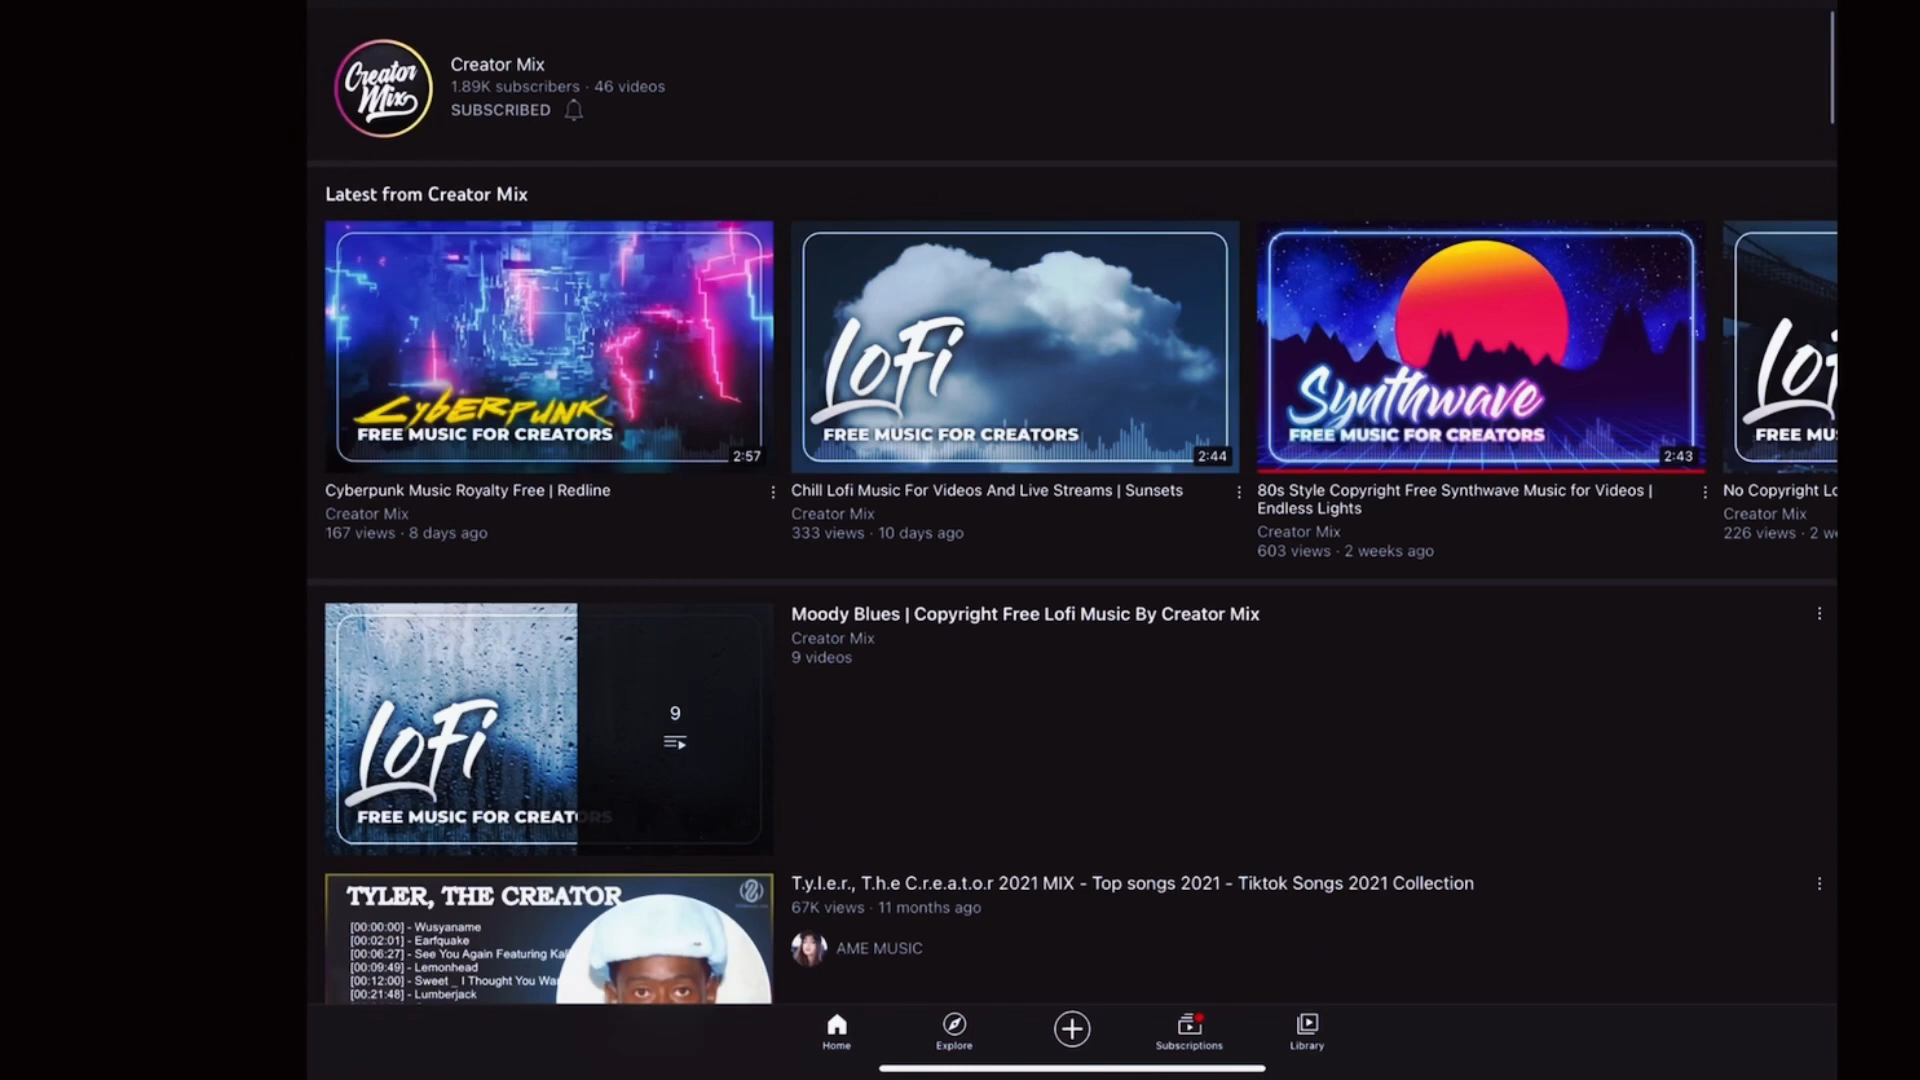 Creator
Mix
Creator Mix
1.89K subscribers · 46 videos
SUBSCRIBED
Latest from Creator Mix
CYBERPUNK
FREE MUSIC FOR CREATORS
2:57
Cyberpunk Music Royalty Free | Redline
Creator Mix
167 views · 8 days ago
LoFi
FREE MUSIC FOR CREATORS
2:44
Chill Lofi Music For Videos And Live Streams | Sunsets
Creator Mix
333 views · 10 days ago
Synthwave
FREE MUSIC FOR CREATORS
2:43
80s Style Copyright Free Synthwave Music for Videos |
Endless Lights
Creator Mix
603 views · 2 weeks ago
FREE
No Copyright
Creator Mix
226 views · 2
LoFi
FREE MUSIC FOR CREATORS
9
Moody Blues | Copyright Free Lofi Music By Creator Mix
Creator Mix
9 videos
TYLER, THE CREATOR
[00:00:00] - Wusyaname
[00:02:01] - Earfquake
[00:06:27] - See You Again Featuring
[00:09:49] - Lemonhead
[00:12:00] - Sweet _ I Thought You
[00:21:48] - Lumberjack
T.y.l.e.r., T.h.e C.r.e.a.t.o.r 2021 MIX - Top songs 2021 - Tiktok Songs 2021 Collection
67K views · 11 months ago
AME MUSIC
Home
Explore
Subscriptions
Library